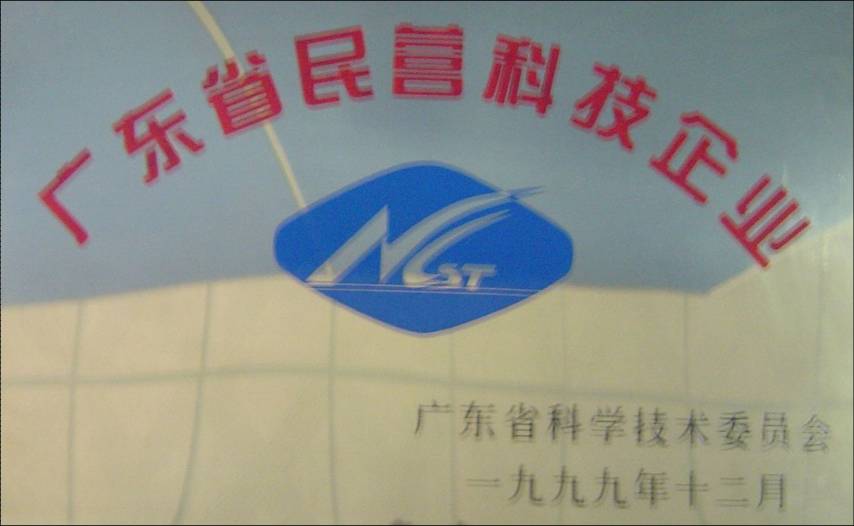 广东省民营科技企业
NCST
广东省科学技术委员会
一九九九年十二月